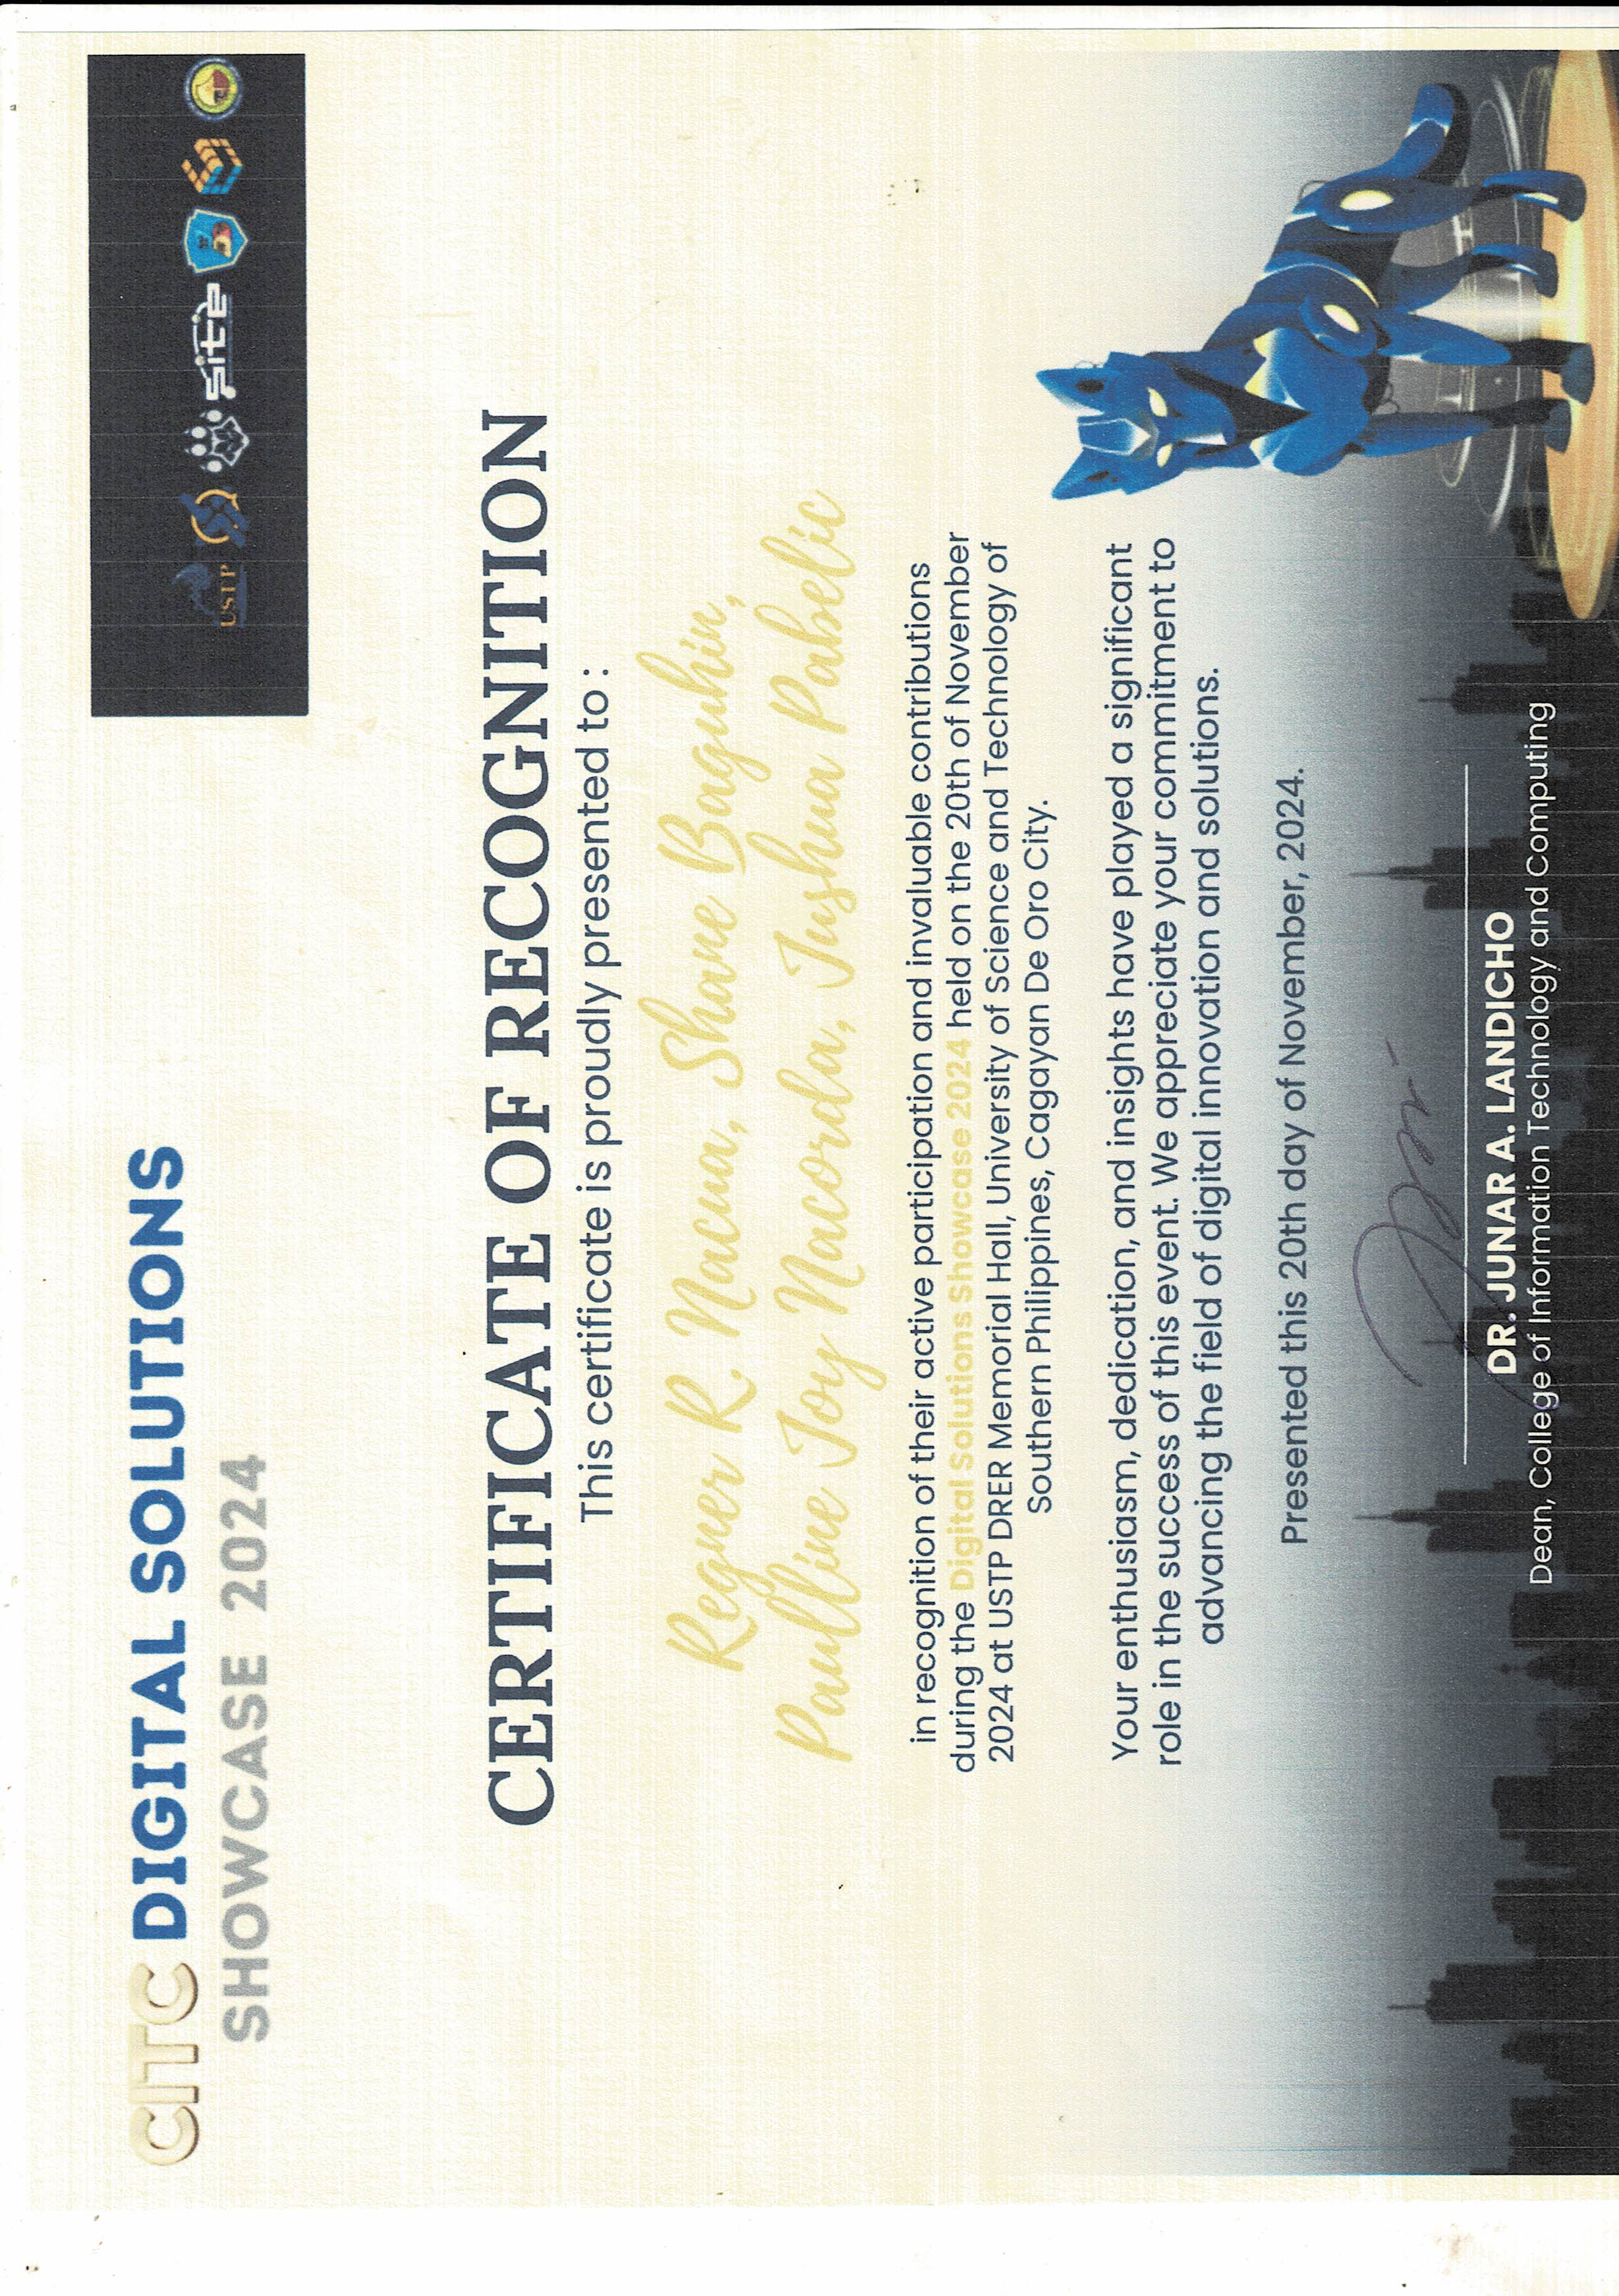 CITC DIGITAL SOLUTIONS
SHOWCASE 2024
USTP
site
CERTIFICATE OF RECOGNITION
This certificate is proudly presented to :
Regner R. Nacua, Shane Baguhin,
Paulline Joy Nacorda, Jushua Pabelic
in recognition of their active participation and invaluable contributions
during the Digital Solutions Showcase 2024 held on the 20th of November
2024 at USTP DRER Memorial Hall, University of Science and Technology of
Southern Philippines, Cagayan De Oro City.
Your enthusiasm, dedication, and insights have played a significant
role in the success of this event. We appreciate your commitment to
advancing the field of digital innovation and solutions.
Presented this 20th day of November, 2024.
DR. JUNAR A. LANDICHO
Dean, College of Information Technology and Computing